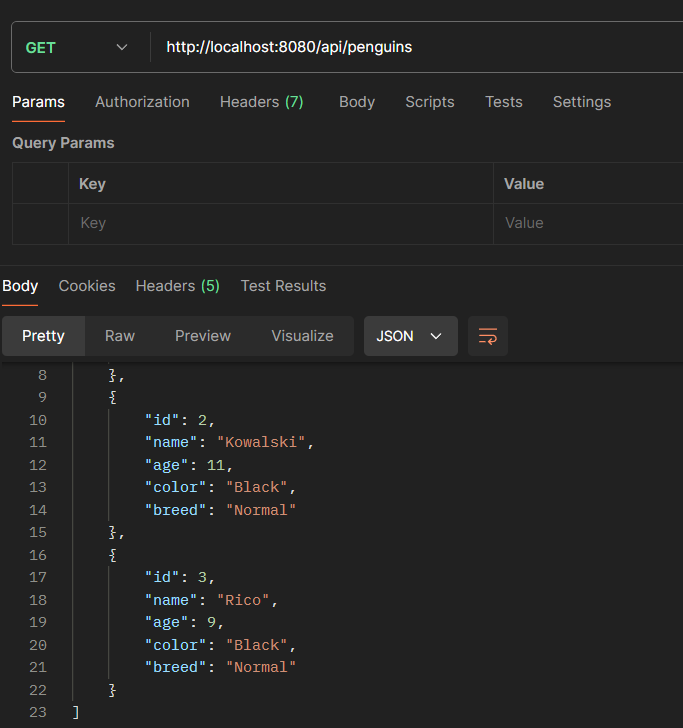 GET http://localhost:8080/api/penguins
Params Authorization Headers (7) Body Scripts Tests Settings
Query Params
Key Value
Key Value
Body Cookies Headers (5) Test Results
Pretty Raw Preview Visualize JSON
8 },
9 {
10 "id": 2,
11 "name": "Kowalski",
12 "age": 11,
13 "color": "Black",
14 "breed": "Normal"
15 },
16 {
17 "id": 3,
18 "name": "Rico",
19 "age": 9,
20 "color": "Black",
21 "breed": "Normal"
22 }
23 ]